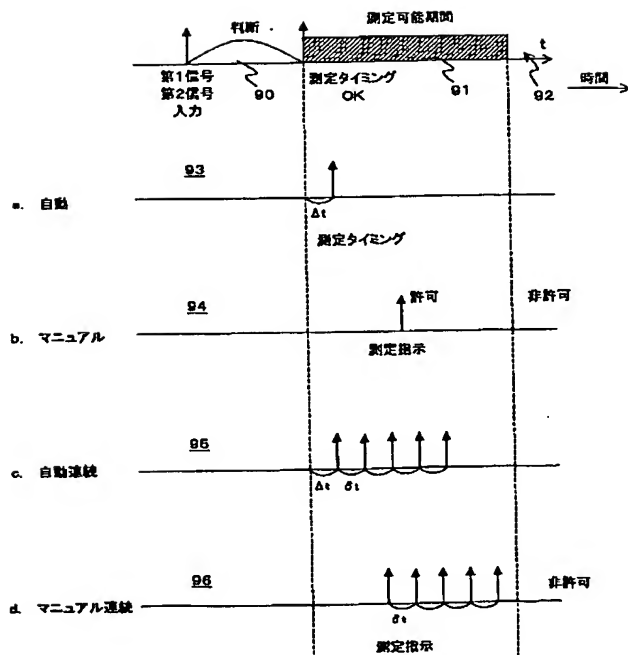 判断
測定可能期間
t
第1信号
第2信号
入力
90
測定タイミング
OK
91
92
時間
93
a. 自動
Δt
測定タイミング
94
許可
非許可
b. マニュアル
測定指示
95
c. 自動連続
Δt
δt
96
非許可
d. マニュアル連続
δt
測定指示